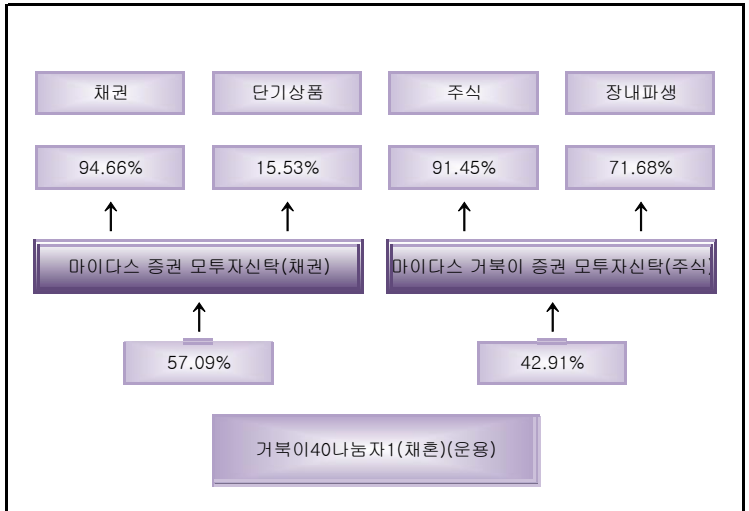 채권
단기상품
주식
장내파생
94.66%
15.53%
91.45%
71.68%
마이다스 증권 모투자신탁(채권)
마이다스 거북이 증권 모투자신탁(주식)
57.09%
42.91%
거북이40나눔자1(채혼)(운용)